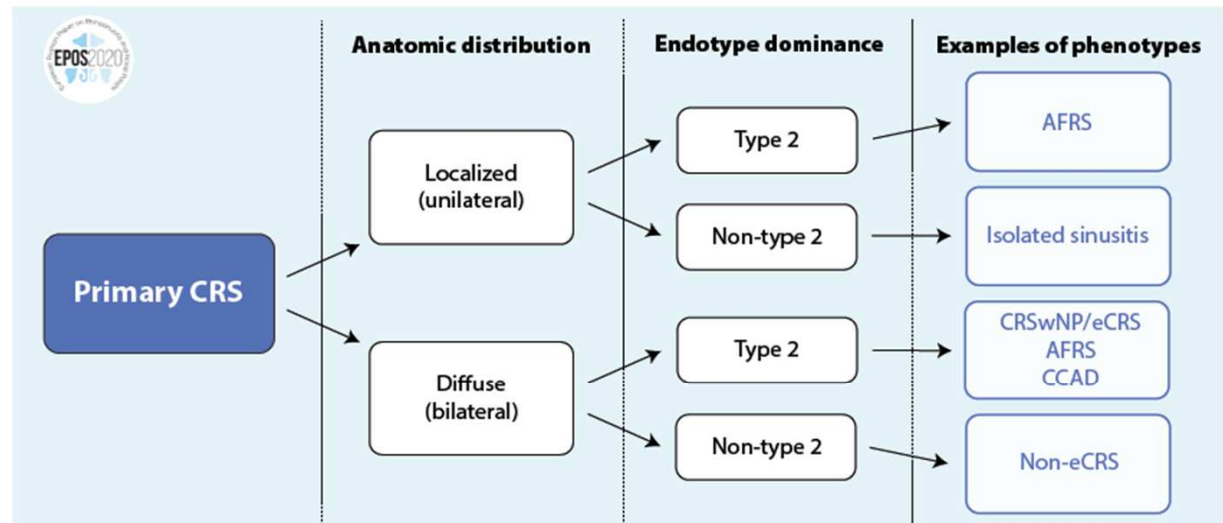 EPOS2020
Anatomic distribution
Endotype dominance
Examples of phenotypes
Primary CRS
Localized
(unilateral)
Diffuse
(bilateral)
Type 2
Non-type 2
Type 2
Non-type 2
AFRS
Isolated sinusitis
CRSwNP/eCRS
AFRS
CCAD
Non-eCRS